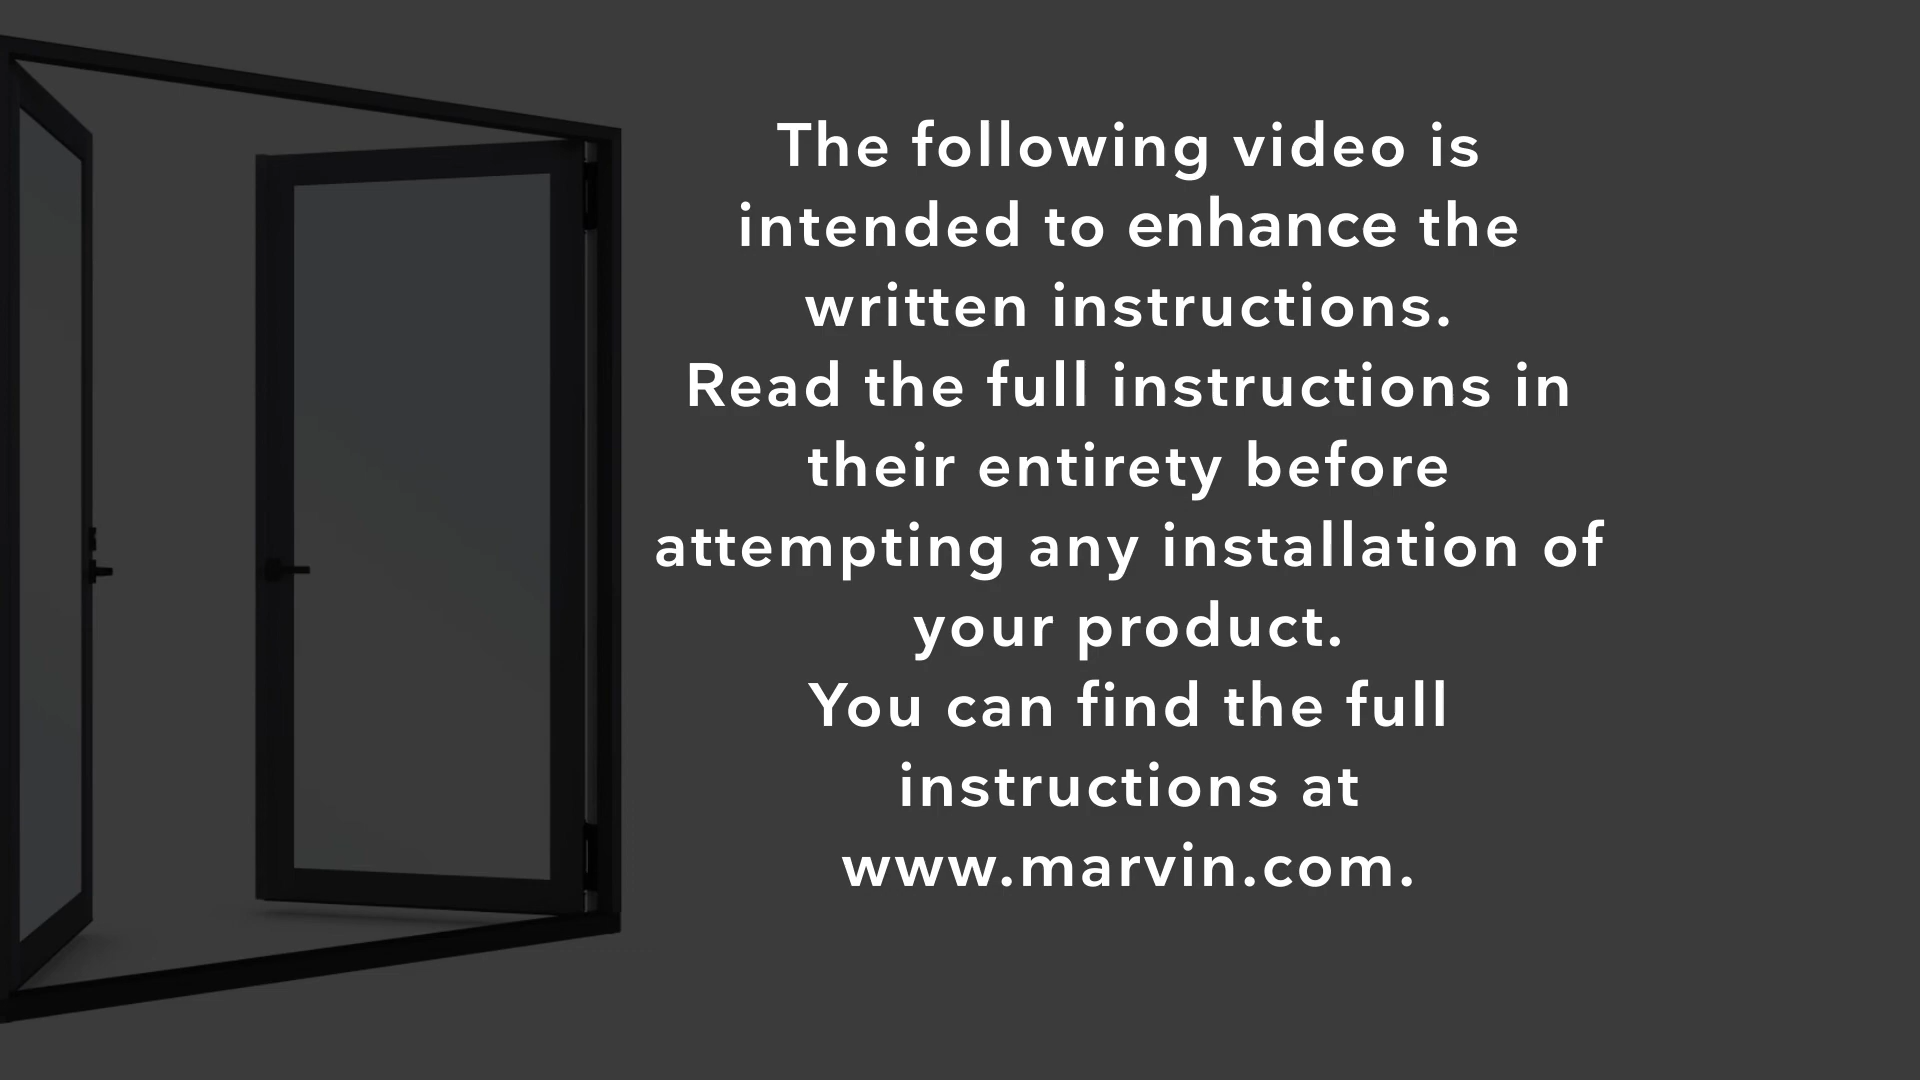 The following video is
intended to enhance the
written instructions.
Read the full instructions in
their entirety before
attempting any installation of
your product.
You can find the full
instructions at
www.marvin.com.